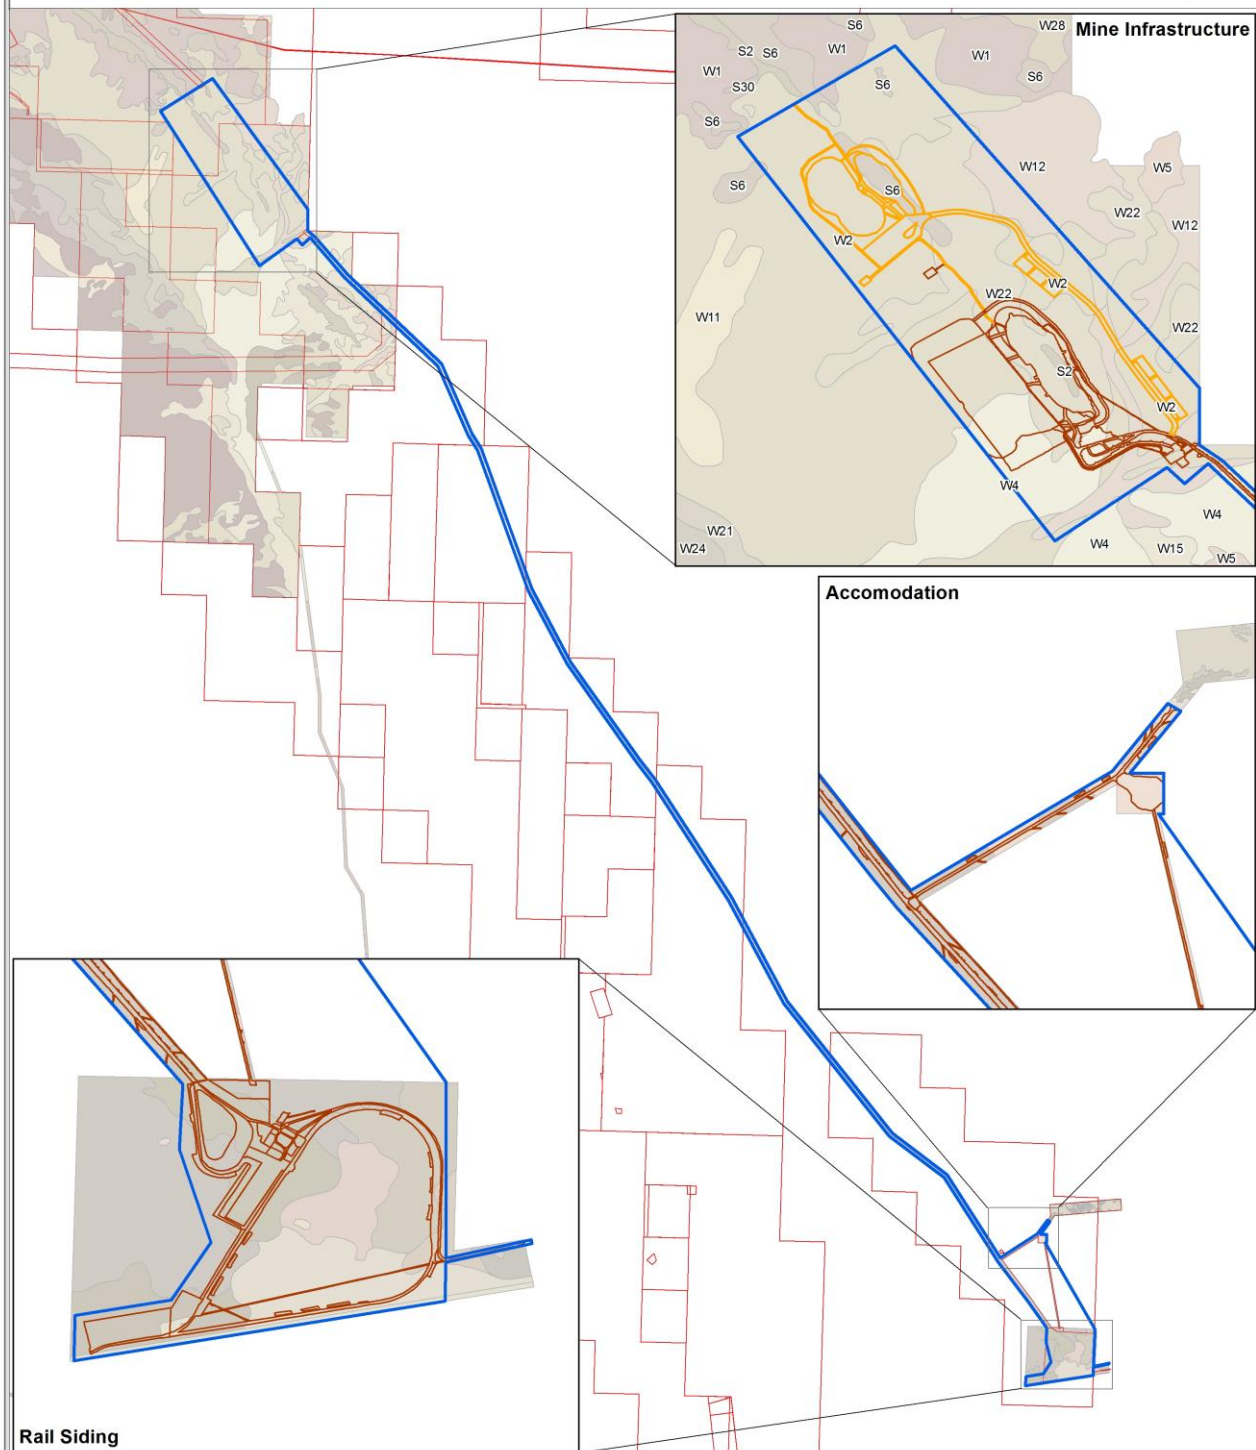 Mine Infrastructure
S6
W28
S2
S6
W1
W1
W1
S6
S6
S30
S6
W12
W5
S6
S6
W22
W12
W2
W2
W22
W11
W22
S2
W2
W4
W4
W21
W24
W4
W15
W5
Accomodation
Rail Siding